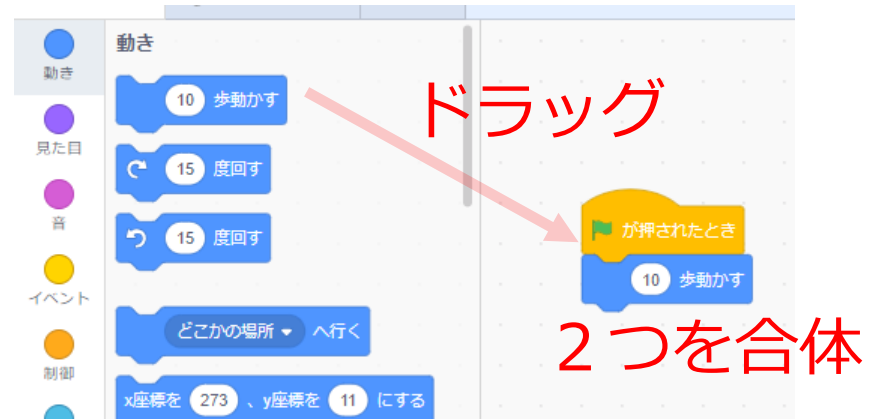 動き
動き
10 歩動かす
ドラッグ
見た目
15 度回す
音
が押されたとき
15 度回す
10 歩動かす
イベント
どこかの場所 へ行く
２つを合体
制御
x座標を 273 、y座標を 11 にする